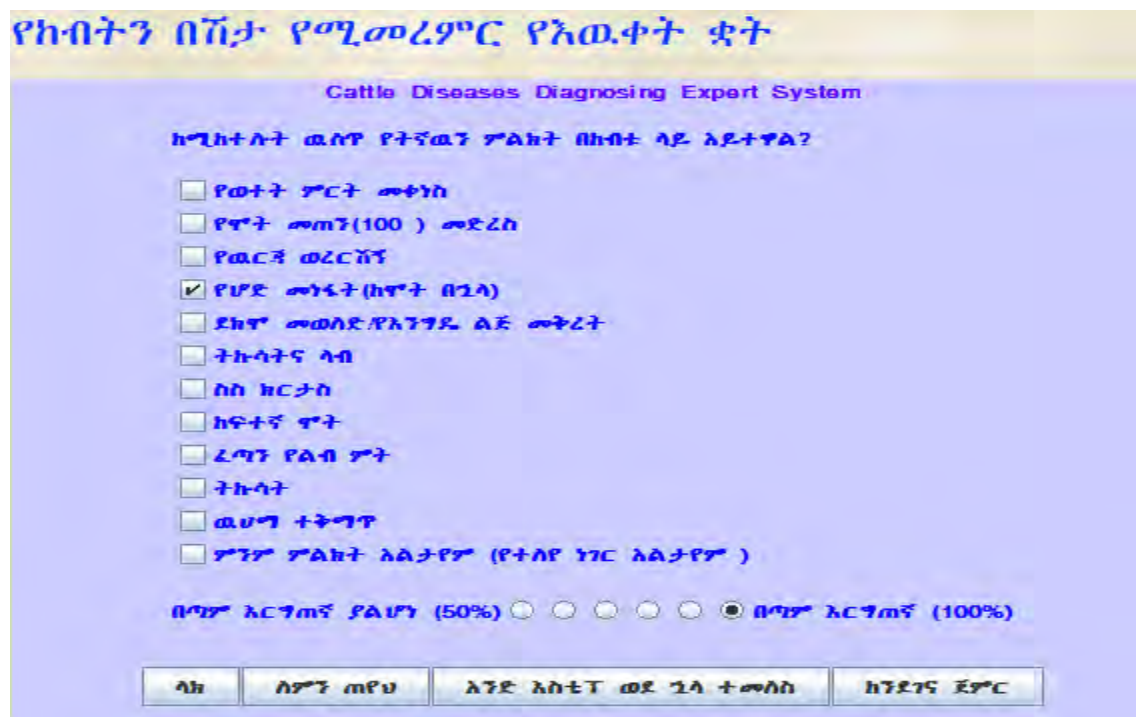 የከብትን በሽታ የሚመረምር የእዉቀት ቋት
Cattle Diseases Diagnosing Expert System
ከሚከተሉት ዉስጥ የትኛዉን ምልክት በከብቱ ላይ አይተዋል?
የወተት ምርት መቀነስ
የሞት መጠን(100 ) መድረስ
የዉርጃ ወረርሽኝ
የሆድ መነፋት(ከሞት በኋላ)
ደክሞ መወለድ/የእንግዴ ልጅ መቅረት
ትኩሳትና ላብ
ስስ ክርታስ
ከፍተኛ ሞት
ፈጣን የልብ ምት
ትኩሳት
ዉሀማ ተቅማጥ
ምንም ምልክት አልታየም (የተለየ ነገር አልታየም )
በጣም እርግጠኛ ያልሆነ (50%) በጣም እርግጠኛ (100%)
ላክ ለምን ጠየህ አንድ እስቴፕ ወደ ኋላ ተመለስ ከንደገና ጀምር